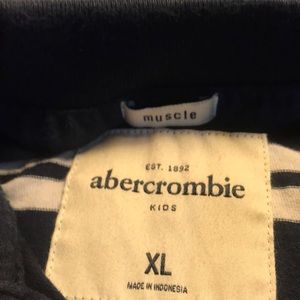 muscle
EST. 1892
abercrombie
KIDS
XL
MADE IN INDONESIA